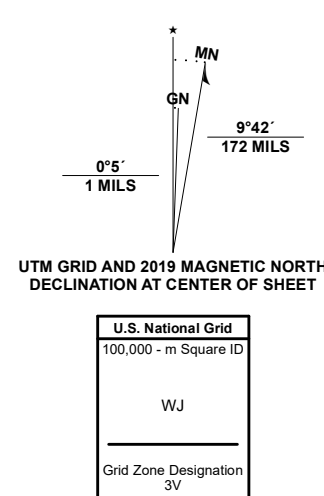 ★
MN
GN
9°42´
172 MILS
0°5´
1 MILS
UTM GRID AND 2019 MAGNETIC NORTH
DECLINATION AT CENTER OF SHEET
U.S. National Grid
100,000 - m Square ID
WJ
Grid Zone Designation
3V